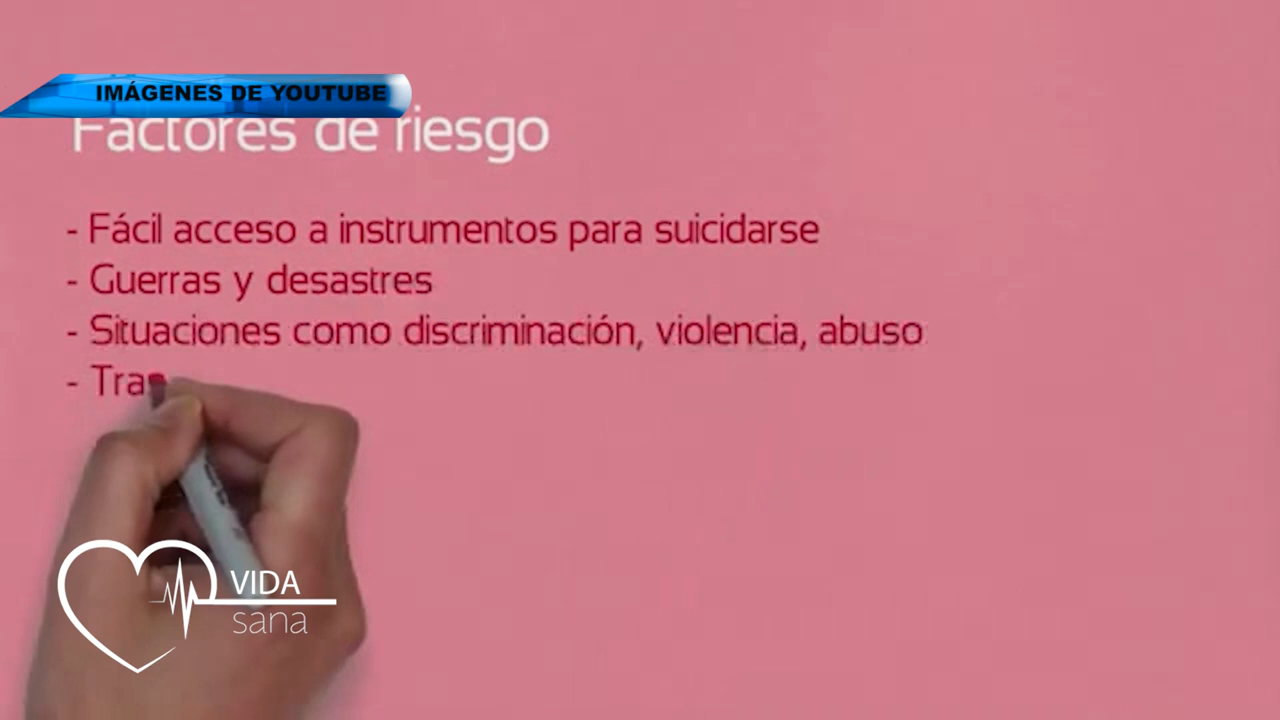 IMÁGENES DE YOUTUBE
Factores de riesgo
- Fácil acceso a instrumentos para suicidarse
- Guerras y desastres
- Situaciones como discriminación, violencia, abuso
- Tra
VIDA
sana